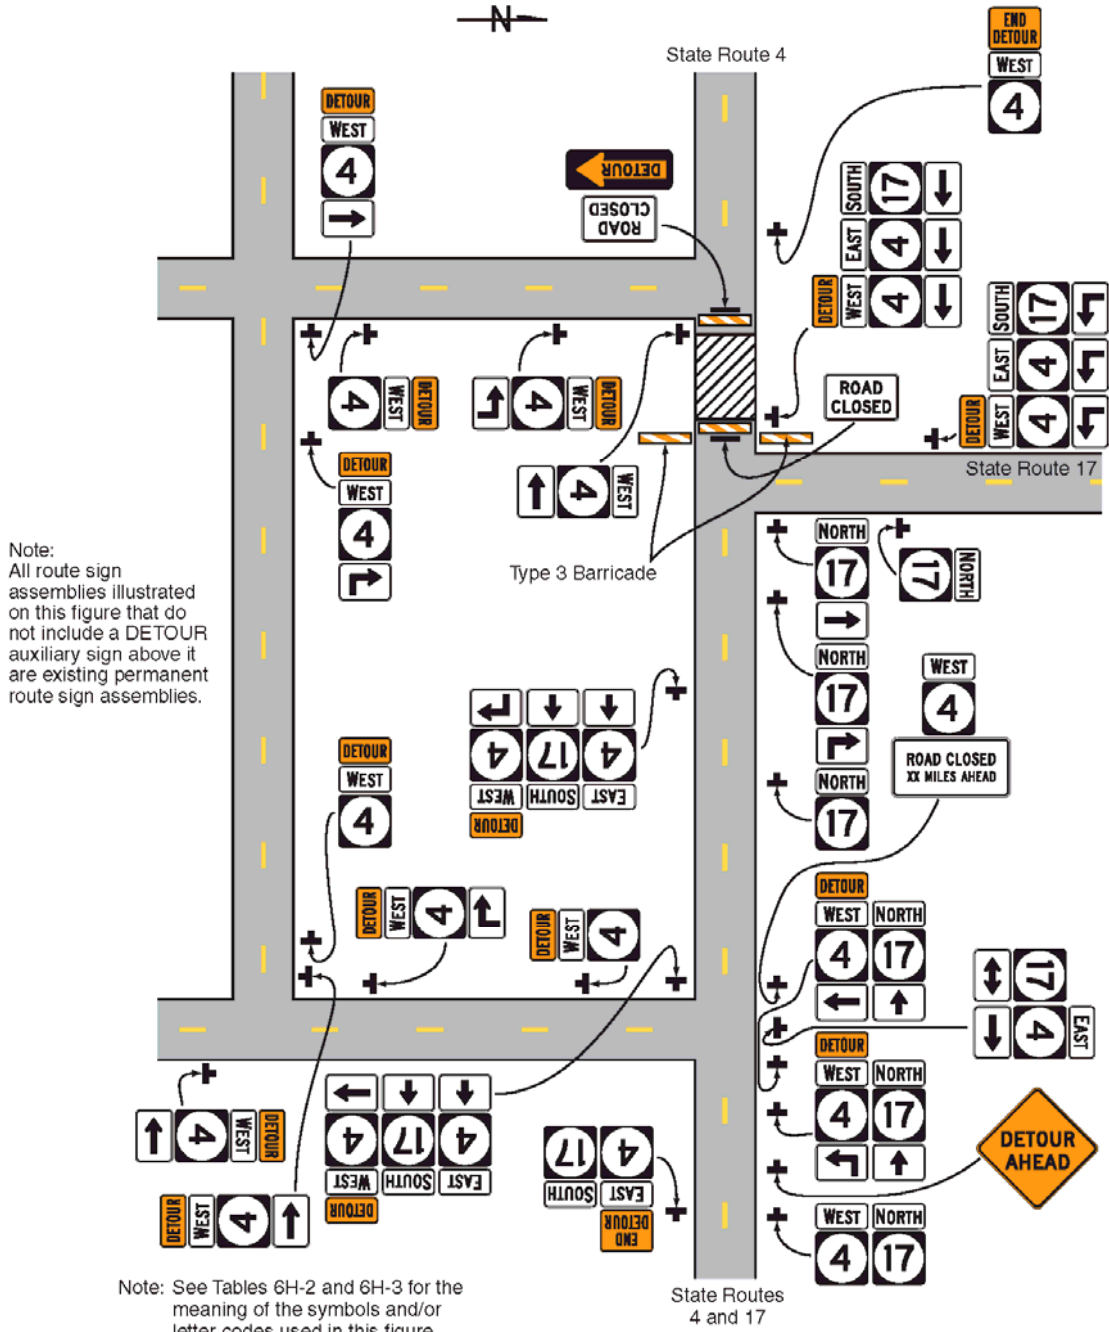 N
State Route 4
END
DETOUR
WEST
4
DETOUR
WEST
4
DETOUR
ROAD
CLOSED
SOUTH
17
EAST
4
DETOUR
WEST
4
SOUTH
17
EAST
4
DETOUR
WEST
4
ROAD
CLOSED
State Route 17
4
WEST
DETOUR
4
WEST
DETOUR
4
WEST
DETOUR
WEST
4
Type 3 Barricade
Note:
All route sign
assemblies illustrated
on this figure that do
not include a DETOUR
auxiliary sign above it
are existing permanent
route sign assemblies.
NORTH
17
17
NORTH
NORTH
17
NORTH
17
WEST
4
ROAD CLOSED
XX MILES AHEAD
EAST SOUTH WEST
4 17 4
DETOUR
DETOUR
WEST
4
DETOUR
WEST
4
DETOUR
WEST
4
DETOUR
WEST NORTH
4 17
17
4
EAST
DETOUR
WEST NORTH
4 17
DETOUR
AHEAD
4
WEST
DETOUR
DETOUR
WEST
4
EAST SOUTH WEST
4 17 4
DETOUR
END
DETOUR
EAST SOUTH
4 17
WEST NORTH
4 17
State Routes
4 and 17
Note: See Tables 6H-2 and 6H-3 for the
meaning of the symbols and/or
letter codes used in this figure